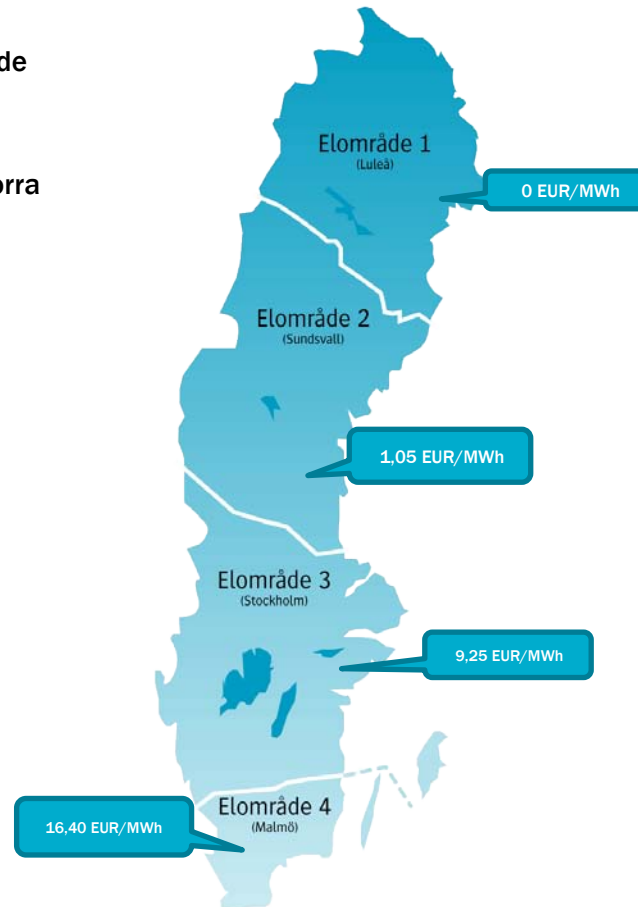 de
orra
Elområde 1
(Luleå)
0 EUR/MWh
Elområde 2
(Sundsvall)
1,05 EUR/MWh
Elområde 3
(Stockholm)
9,25 EUR/MWh
Elområde 4
(Malmö)
16,40 EUR/MWh